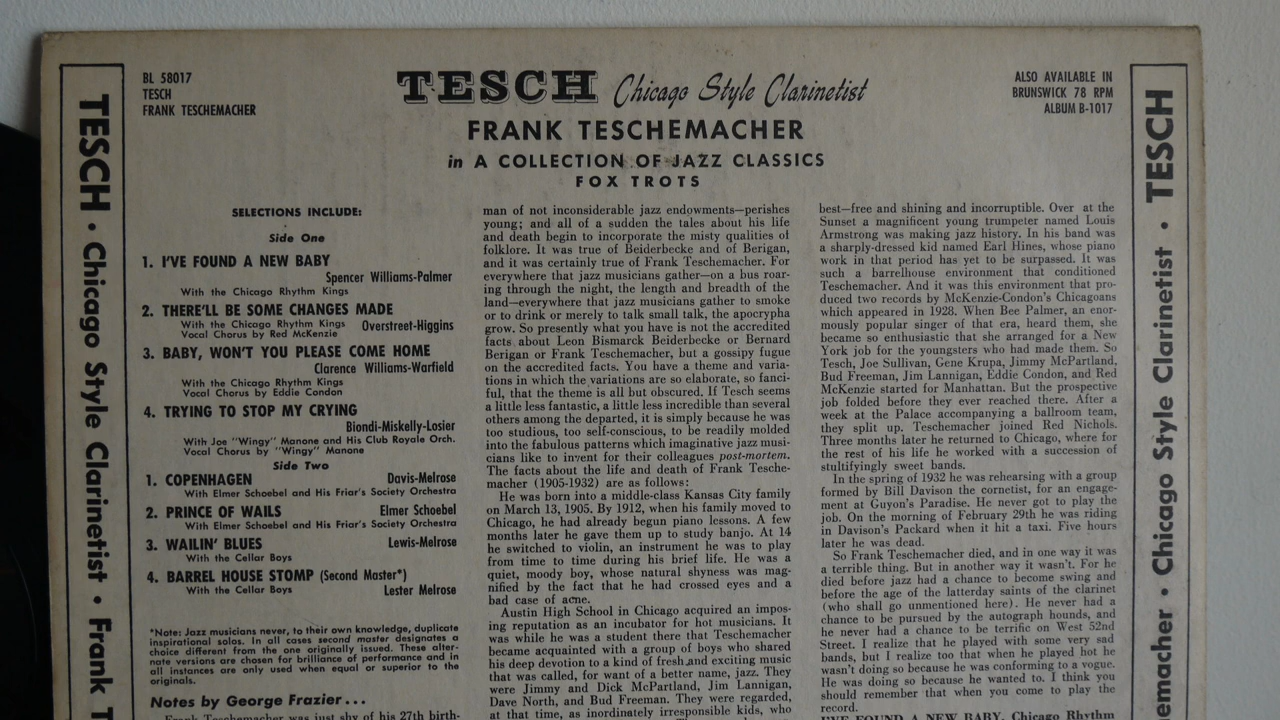 BL 58017
TESCH
FRANK TESCHEMACHER
TESCH Chicago Style Clarinetist
FRANK TESCHEMACHER
in A COLLECTION OF JAZZ CLASSICS
FOX TROTS
ALSO AVAILABLE IN
BRUNSWICK 78 RPM
ALBUM B-1017
TESCH • Chicago Style Clarinetist • Frank T
SELECTIONS INCLUDE:
Side One
1. I'VE FOUND A NEW BABY
Spencer Williams-Palmer
With the Chicago Rhythm Kings
2. THERE'LL BE SOME CHANGES MADE
With the Chicago Rhythm Kings Overstreet-Higgins
Vocal Chorus by Red McKenzie
3. BABY, WON'T YOU PLEASE COME HOME
Clarence Williams-Warfield
With the Chicago Rhythm Kings
Vocal Chorus by Eddie Condon
4. TRYING TO STOP MY CRYING
Biondi-Miskelly-Losier
With Joe "Wingy" Manone and His Club Royale Orch.
Vocal Chorus by "Wingy" Manone
Side Two
1. COPENHAGEN Davis-Melrose
With Elmer Schoebel and His Friar's Society Orchestra
2. PRINCE OF WAILS Elmer Schoebel
With Elmer Schoebel and His Friar's Society Orchestra
3. WAILIN' BLUES Lewis-Melrose
With the Cellar Boys
4. BARREL HOUSE STOMP (Second Master*)
With the Cellar Boys Lester Melrose
*Note: Jazz musicians never, to their own knowledge, duplicate
inspirational solos. In all cases second master designates a
choice different from the one originally issued. These alter-
nate versions are chosen for brilliance of performance and in
all instances are only used when equal or superior to the
originals.
Notes by George Frazier...
Frank Teschemacher was just shy of his 27th birth-
man of not inconsiderable jazz endowments—perishes
young; and all of a sudden the tales about his life
and death begin to incorporate the misty qualities of
folklore. It was true of Beiderbecke and of Berigan,
and it was certainly true of Frank Teschemacher. For
everywhere that jazz musicians gather—on a bus roar-
ing through the night, the length and breadth of the
land—everywhere that jazz musicians gather to smoke
or to drink or merely to talk small talk, the apocrypha
grow. So presently what you have is not the accredited
facts about Leon Bismarck Beiderbecke or Bernard
Berigan or Frank Teschemacher, but a gossipy fugue
on the accredited facts. You have a theme and varia-
tions in which the variations are so elaborate, so fanci-
ful, that the theme is all but obscured. If Tesch seems
a little less fantastic, a little less incredible than several
others among the departed, it is simply because he was
too studious, too self-conscious, to be readily molded
into the fabulous patterns which imaginative jazz musi-
cians like to invent for their colleagues post-mortem.
The facts about the life and death of Frank Tesche-
macher (1905-1932) are as follows:
He was born into a middle-class Kansas City family
on March 13, 1905. By 1912, when his family moved to
Chicago, he had already begun piano lessons. A few
months later he gave them up to study banjo. At 14
he switched to violin, an instrument he was to play
from time to time during his brief life. He was a
quiet, moody boy, whose natural shyness was mag-
nified by the fact that he had crossed eyes and a
bad case of acne.
Austin High School in Chicago acquired an impos-
ing reputation as an incubator for hot musicians. It
was while he was a student there that Teschemacher
became acquainted with a group of boys who shared
his deep devotion to a kind of fresh and exciting music
that was called, for want of a better name, jazz. They
were Jimmy and Dick McPartland, Jim Lannigan,
Dave North, and Bud Freeman. They were regarded,
at that time, as inordinately irresponsible kids, who
best—free and shining and incorruptible. Over at the
Sunset a magnificent young trumpeter named Louis
Armstrong was making jazz history. In his band was
a sharply-dressed kid named Earl Hines, whose piano
work in that period has yet to be surpassed. It was
such a barrelhouse environment that conditioned
Teschemacher. And it was this environment that pro-
duced two records by McKenzie-Condon's Chicagoans
which appeared in 1928. When Bee Palmer, an enor-
mously popular singer of that era, heard them, she
became so enthusiastic that she arranged for a New
York job for the youngsters who had made them. So
Tesch, Joe Sullivan, Gene Krupa, Jimmy McPartland,
Bud Freeman, Jim Lannigan, Eddie Condon, and Red
McKenzie started for Manhattan. But the prospective
job folded before they ever reached there. After a
week at the Palace accompanying a ballroom team,
they split up. Teschemacher joined Red Nichols.
Three months later he returned to Chicago, where for
the rest of his life he worked with a succession of
stultifyingly sweet bands.
In the spring of 1932 he was rehearsing with a group
formed by Bill Davison the cornetist, for an engage-
ment at Guyon's Paradise. He never got to play the
job. On the morning of February 29th he was riding
in Davison's Packard when it hit a taxi. Five hours
later he was dead.
So Frank Teschemacher died, and in one way it was
a terrible thing. But in another way it wasn't. For he
died before jazz had a chance to become swing and
before the age of the latterday saints of the clarinet
(who shall go unmentioned here). He never had a
chance to be pursued by the autograph hounds, and
he never had a chance to be terrific on West 52nd
Street. I realize that he played with some very sad
bands, but I realize too that when he played hot he
wasn't doing so because he was conforming to a vogue.
He was doing so because he wanted to. I think you
should remember that when you come to play the
record.
I'VE FOUND A NEW BABY, Chicago Rhythm
emacher • Chicago Style Clarinetist • TESCH